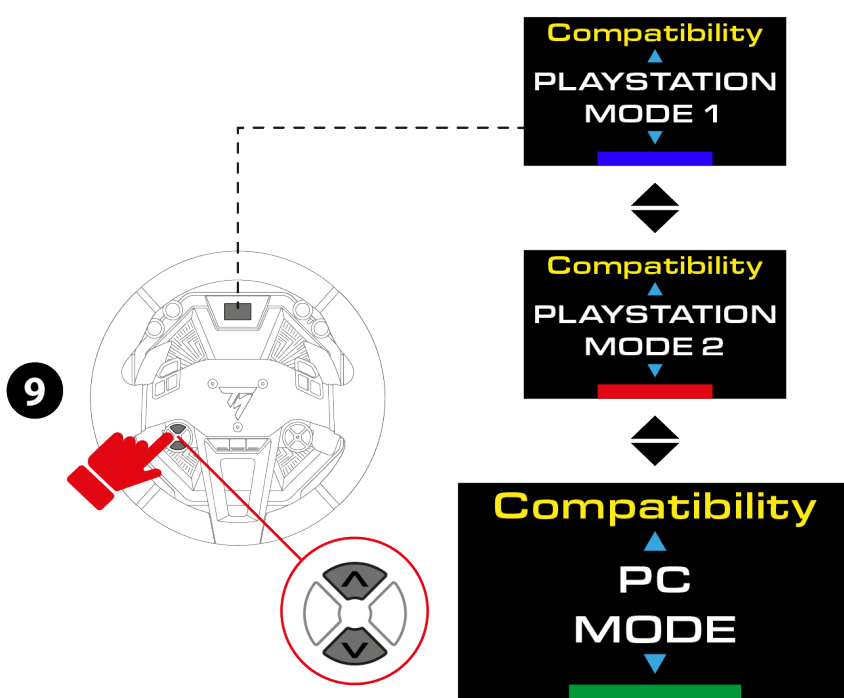 Compatibility
PLAYSTATION
MODE 1
Compatibility
PLAYSTATION
MODE 2
9
Compatibility
PC
MODE